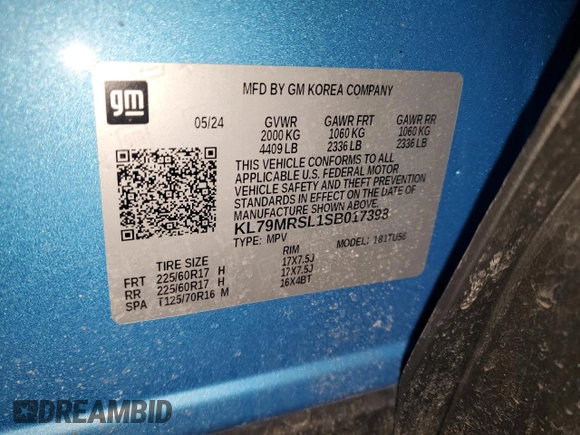 gm
MFD BY GM KOREA COMPANY
05/24 GVWR GAWR FRT GAWR RR
2000 KG 1060 KG 1060 KG
4409 LB 2336 LB 2336 LB
THIS VEHICLE CONFORMS TO ALL
APPLICABLE U.S. FEDERAL MOTOR
VEHICLE SAFETY AND THEFT PREVENTION
STANDARDS IN EFFECT ON THE DATE OF
MANUFACTURE SHOWN ABOVE.
KL79MRSL1SB017393
TYPE: MPV MODEL: 1S1TU56
TIRE SIZE RIM
FRT 225/60R17 H 17X7.5J
RR 225/60R17 H 17X7.5J
SPA T125/70R16 M 16X4BT
DREAMBID